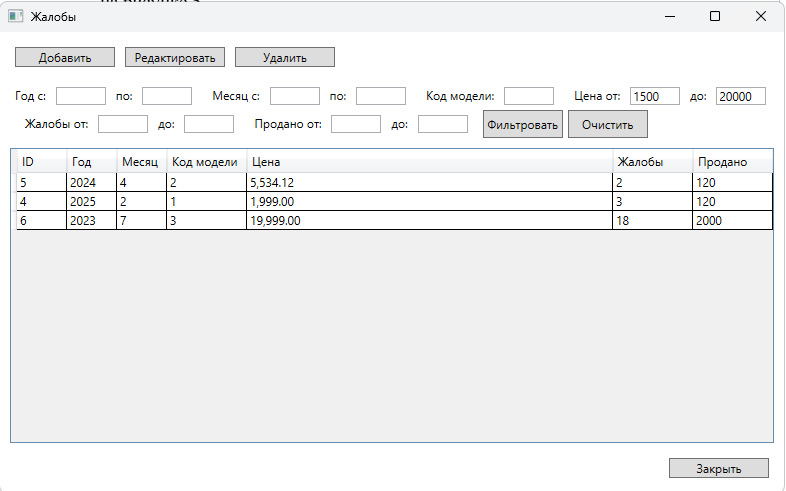 Жалобы
Добавить Редактировать Удалить
Год с: по: Месяц с: по: Код модели: Цена от: 1500 до: 20000
Жалобы от: до: Продано от: до: Фильтровать Очистить
ID Год Месяц Код модели Цена Жалобы Продано
5 2024 4 2 5,534.12 2 120
4 2025 2 1 1,999.00 3 120
6 2023 7 3 19,999.00 18 2000
Закрыть